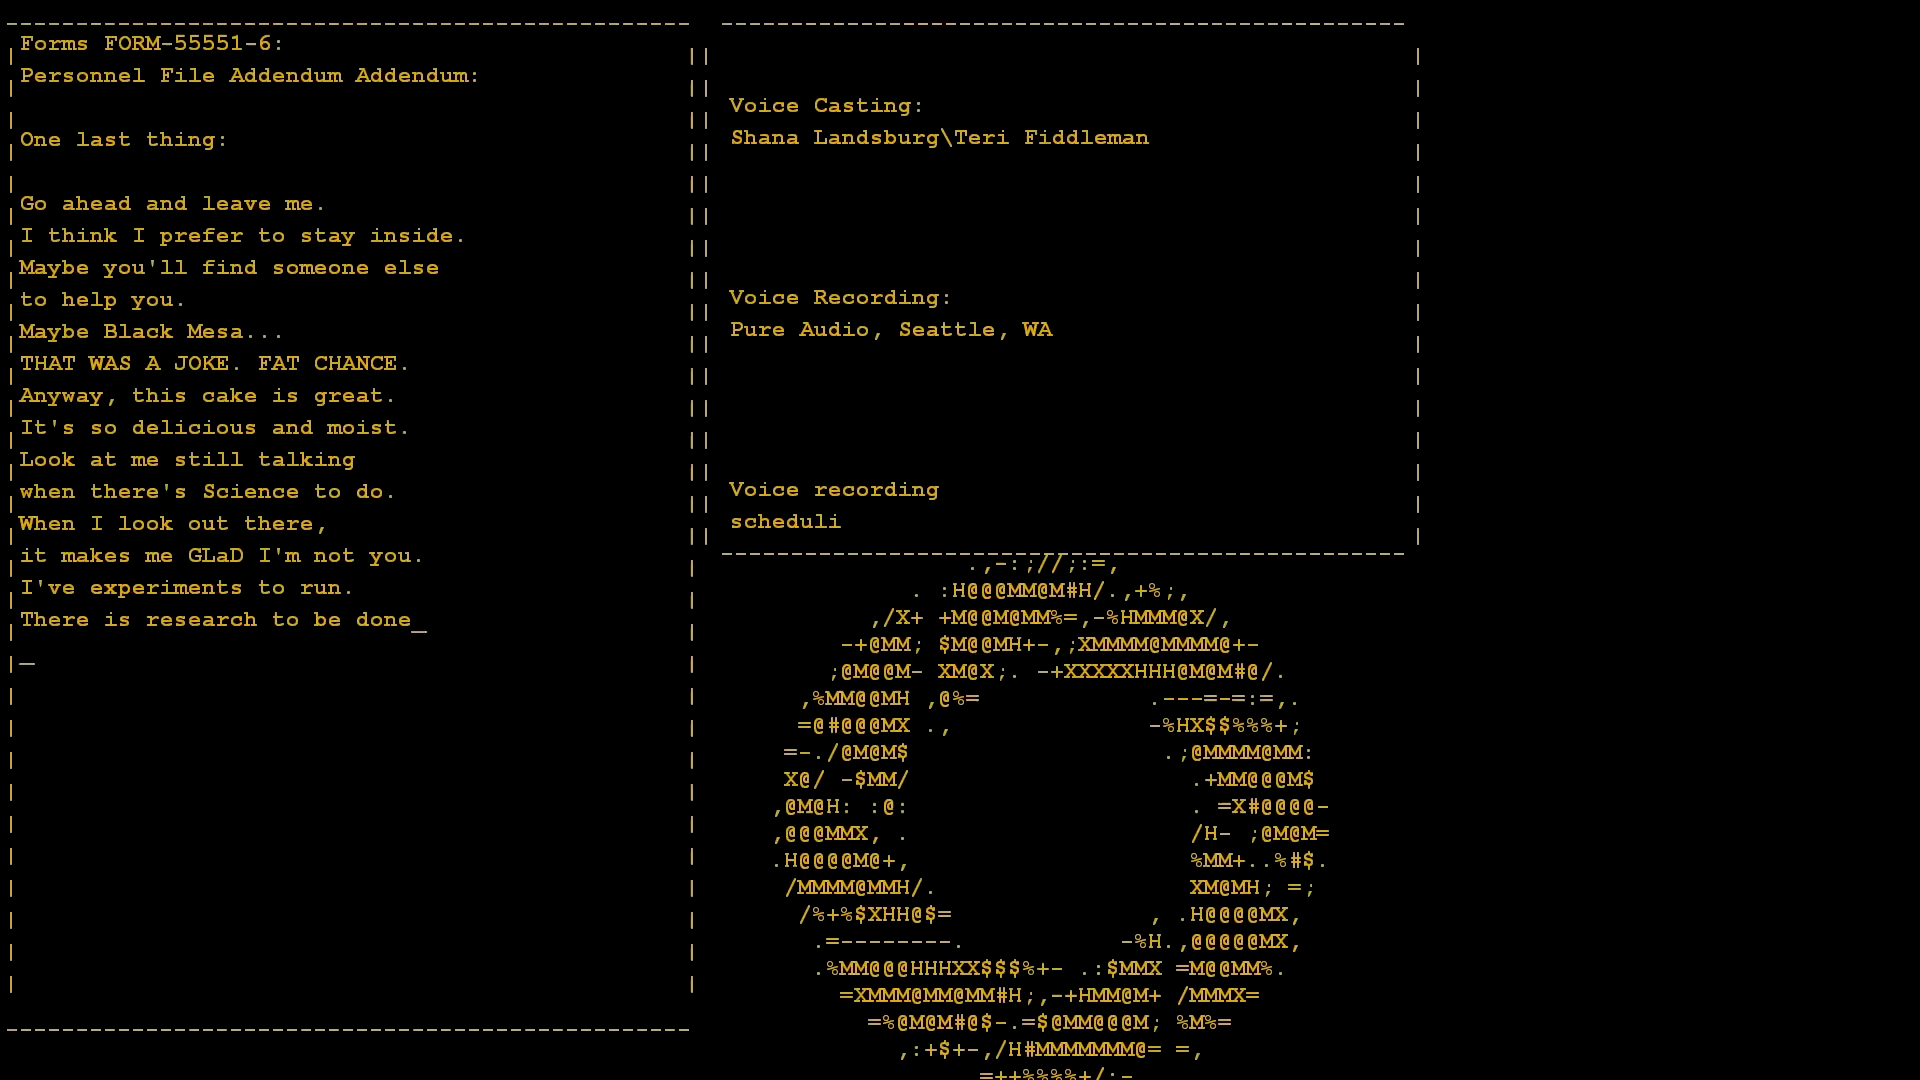 Forms FORM-55551-6:
Personnel File Addendum Addendum:
One last thing:
Go ahead and leave me.
I think I prefer to stay inside.
Maybe you'll find someone else
to help you.
Maybe Black Mesa...
THAT WAS A JOKE. FAT CHANCE.
Anyway, this cake is great.
It's so delicious and moist.
Look at me still talking
when there's Science to do.
When I look out there,
it makes me GLaD I'm not you.
I've experiments to run.
There is research to be done_
_
Voice Casting:
Shana Landsburg\Teri Fiddleman
Voice Recording:
Pure Audio, Seattle, WA
Voice recording
scheduli